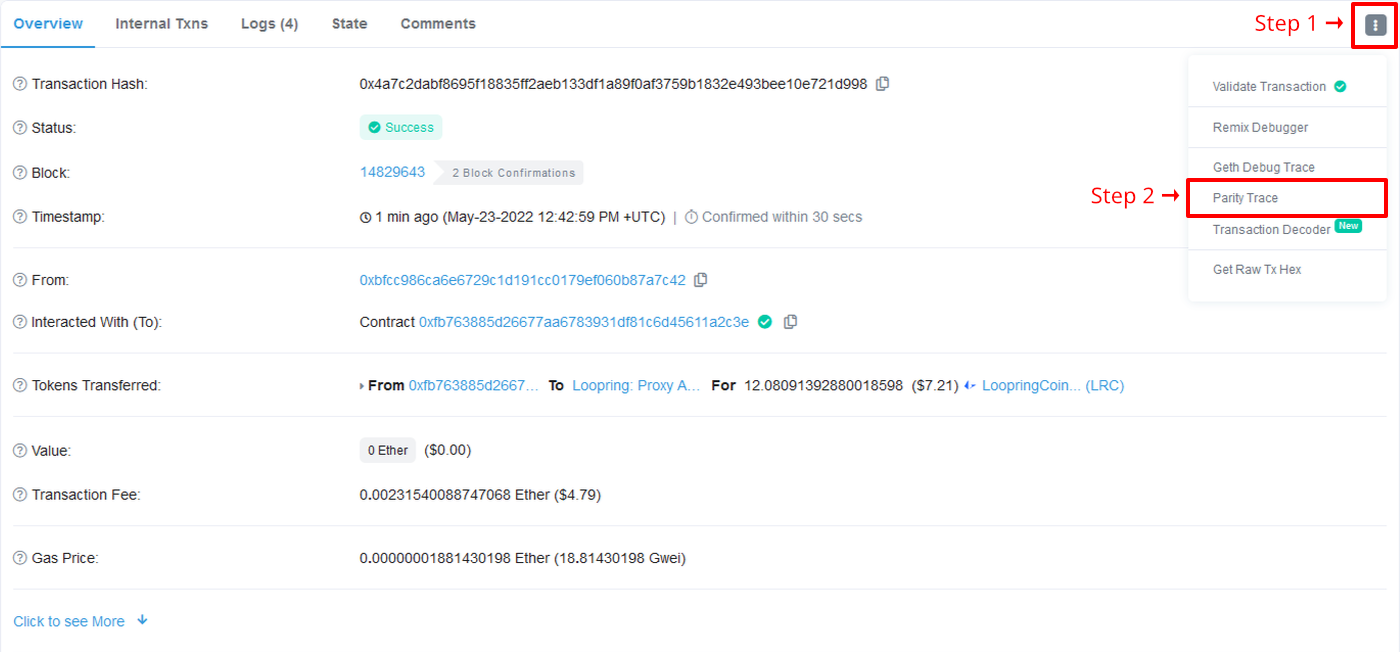 Overview Internal Txns Logs (4) State Comments Step 1 →
Validate Transaction
Remix Debugger
Geth Debug Trace
Step 2 → Parity Trace
Transaction Decoder New
Get Raw Tx Hex
Transaction Hash: 0x4a7c2dabf8695f18835ff2aeb133df1a89f0af3759b1832e493bee10e721d998
Status: Success
Block: 14829643 2 Block Confirmations
Timestamp: 1 min ago (May-23-2022 12:42:59 PM +UTC) | Confirmed within 30 secs
From: 0xbfcc986ca6e6729c1d191cc0179ef060b87a7c42
Interacted With (To): Contract 0xfb763885d26677aa6783931df81c6d45611a2c3e
Tokens Transferred: From 0xfb763885d2667... To Loopring: Proxy A... For 12.08091392880018598 ($7.21) LoopringCoin... (LRC)
Value: 0 Ether ($0.00)
Transaction Fee: 0.00231540088747068 Ether ($4.79)
Gas Price: 0.00000001881430198 Ether (18.81430198 Gwei)
Click to see More